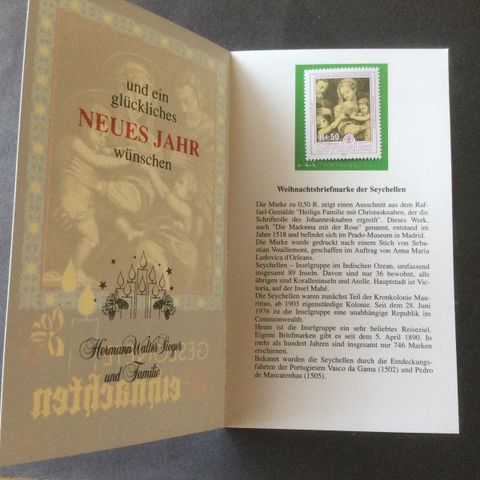 und ein
glückliches
NEUES JAHR
wünschen
Hermann Walter Sieger
und Familie
GES
einachten
R 50
Weihnachtsbriefmarke der Seychellen
Die Marke zu 0,50 R. zeigt einen Ausschnitt aus dem Raf-
fael-Gemälde "Heilige Familie mit Christusknaben, der die
Schriftrolle des Johannesknaben ergreift". Dieses Werk,
auch "Die Madonna mit der Rose" genannt, entstand im
Jahre 1518 und befindet sich im Prado-Museum in Madrid.
Die Marke wurde gedruckt nach einem Stich von Sebas-
tian Vouillemont, geschaffen im Auftrag von Anna Maria
Ludovica d'Orleans.
Seychellen – Inselgruppe im Indischen Ozean, umfassend
insgesamt 89 Inseln. Davon sind nur 36 bewohnt, alle
übrigen sind Koralleninseln und Atolle. Hauptstadt ist Vic-
toria, auf der Insel Mahé.
Die Seychellen waren zunächst Teil der Kronkolonie Mau-
ritius, ab 1903 eigenständige Kolonie. Seit dem 28. Juni
1976 ist die Inselgruppe eine unabhängige Republik im
Commonwealth.
Heute ist die Inselgruppe ein sehr beliebtes Reiseziel.
Eigene Briefmarken gibt es seit dem 5. April 1890. In
mehr als hundert Jahren sind insgesamt nur 746 Marken
erschienen.
Bekannt wurden die Seychellen durch die Entdeckungs-
fahrten der Portugiesen Vasco da Gama (1502) und Pedro
de Mascarenhas (1505).